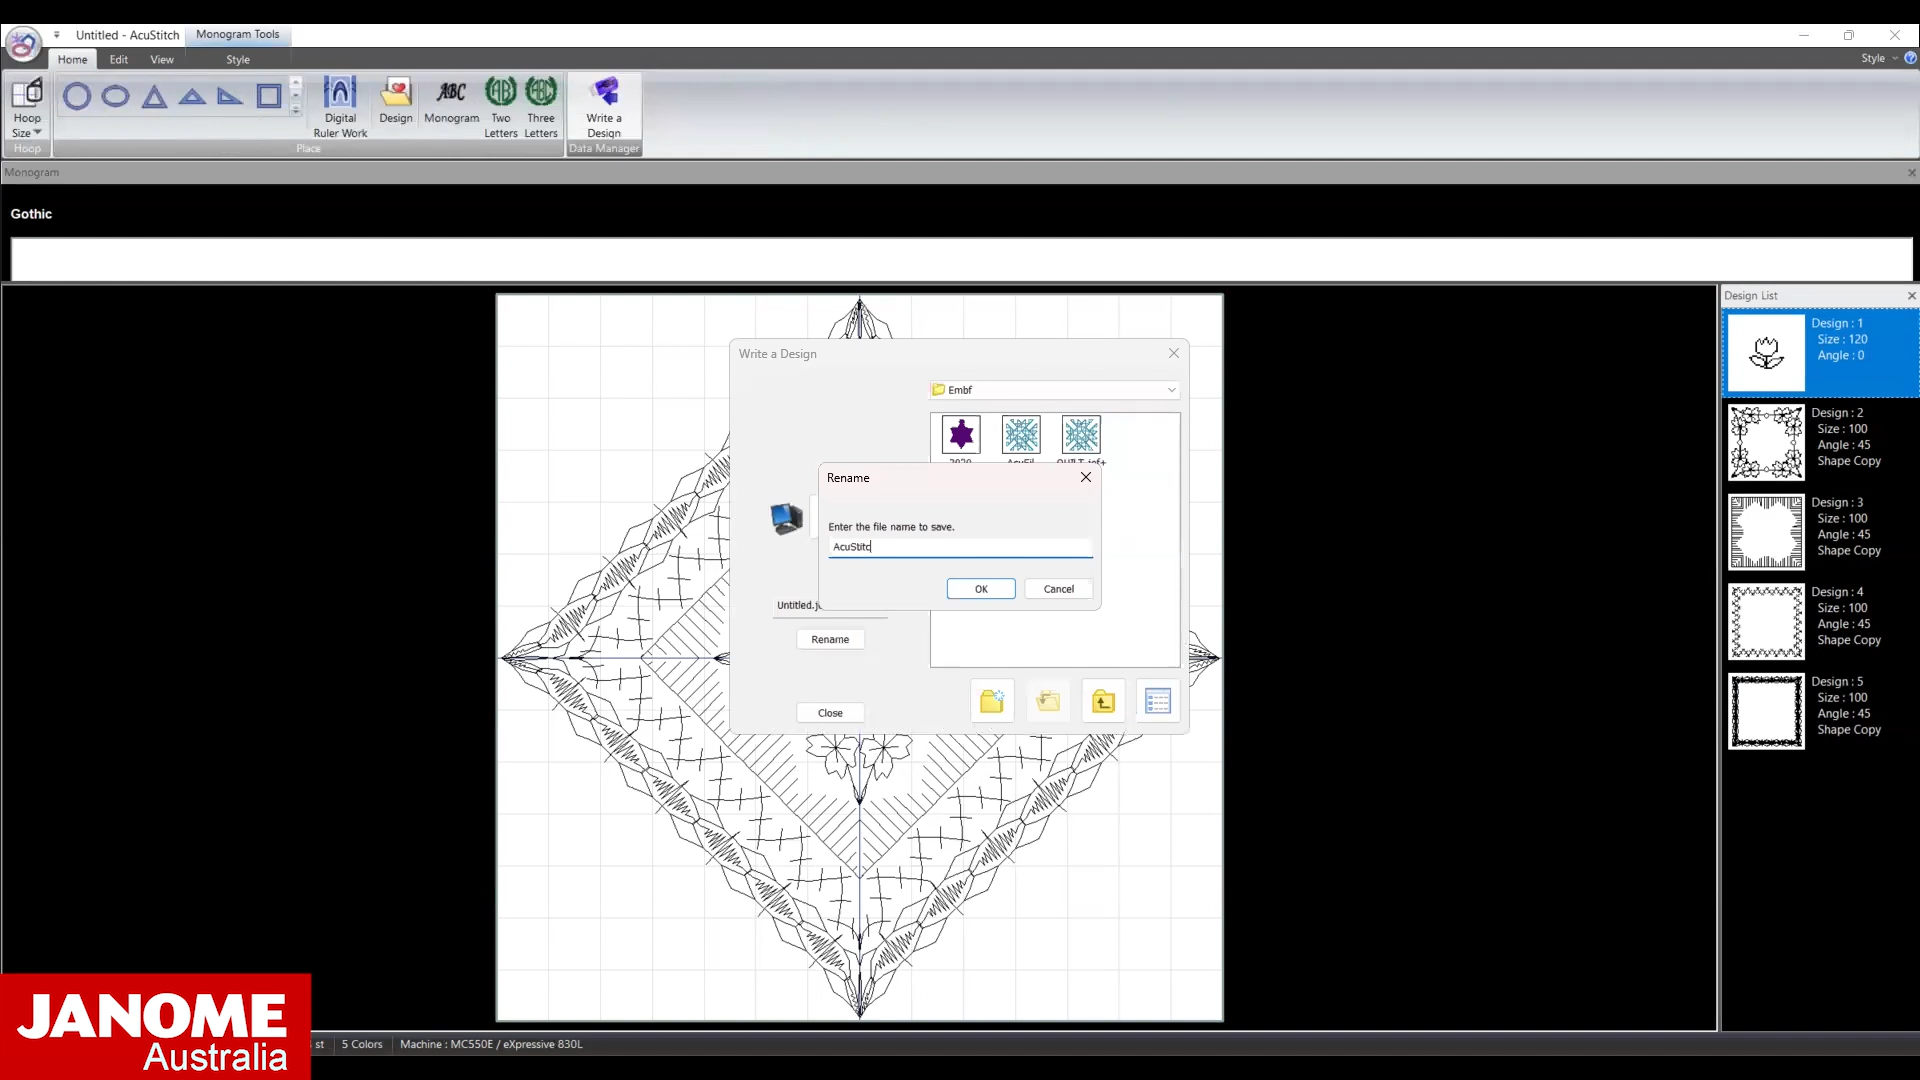 Untitled - AcuStitch
Monogram Tools
Home
Edit
View
Style
Style
Hoop
Size
Digital
Ruler Work
Design
ABC
Monogram
Two
Letters
Three
Letters
Write a
Design
Hoop
Place
Data Manager
Monogram
Gothic
Design List
Design : 1
Size : 120
Angle : 0
Design : 2
Size : 100
Angle : 45
Shape Copy
Design : 3
Size : 100
Angle : 45
Shape Copy
Design : 4
Size : 100
Angle : 45
Shape Copy
Design : 5
Size : 100
Angle : 45
Shape Copy
Write a Design
Embf
Rename
Enter the file name to save.
AcuStitc
OK
Cancel
Untitled.j
Rename
Close
JANOME
Australia
st
5 Colors
Machine : MC550E / eXpressive 830L